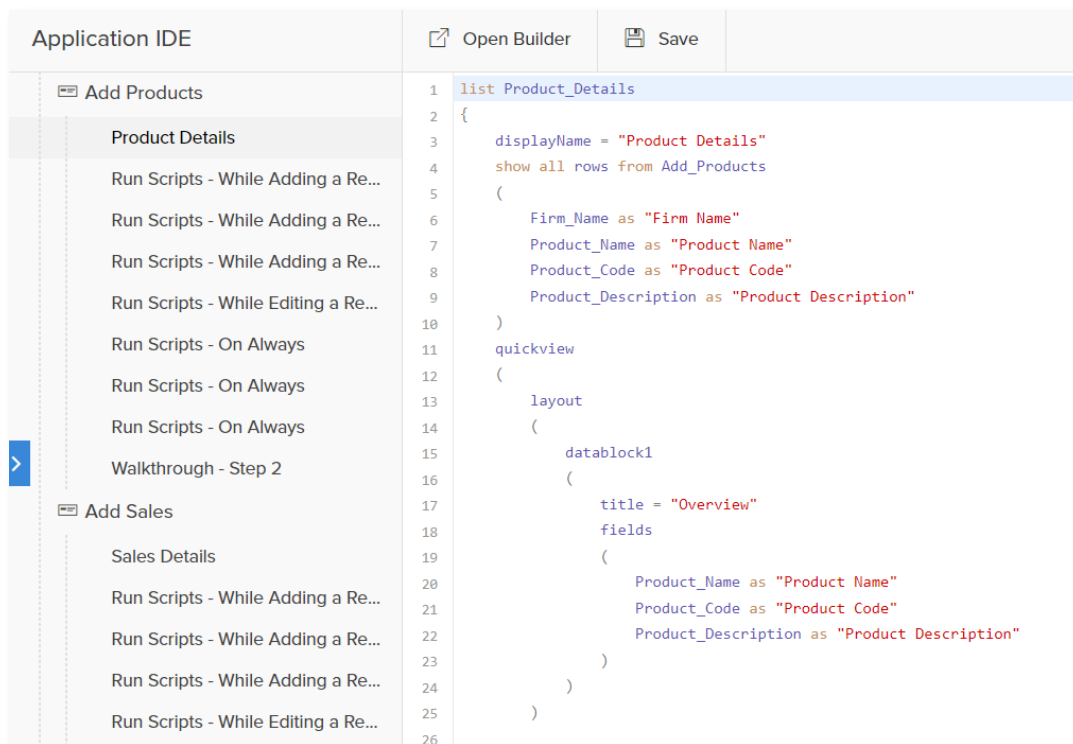 Application IDE
Open Builder
Save
Add Products
Product Details
Run Scripts - While Adding a Re...
Run Scripts - While Adding a Re...
Run Scripts - While Adding a Re...
Run Scripts - While Editing a Re...
Run Scripts - On Always
Run Scripts - On Always
Run Scripts - On Always
Walkthrough - Step 2
Add Sales
Sales Details
Run Scripts - While Adding a Re...
Run Scripts - While Adding a Re...
Run Scripts - While Adding a Re...
Run Scripts - While Editing a Re...
1 list Product_Details
2 {
3 displayName = "Product Details"
4 show all rows from Add_Products
5 (
6 Firm_Name as "Firm Name"
7 Product_Name as "Product Name"
8 Product_Code as "Product Code"
9 Product_Description as "Product Description"
10 )
11 quickview
12 (
13 layout
14 (
15 datablock1
16 (
17 title = "Overview"
18 fields
19 (
20 Product_Name as "Product Name"
21 Product_Code as "Product Code"
22 Product_Description as "Product Description"
23 )
24 )
25 )
26